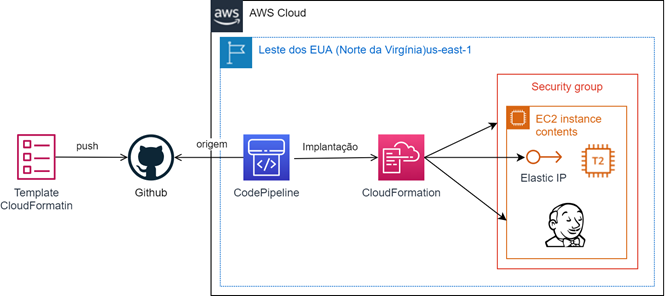 aws
AWS Cloud
Leste dos EUA (Norte da Virgínia)us-east-1
Security group
EC2 instance
contents
push
origem
Implantação
T2
Elastic IP
Template
CloudFormatin
Github
CodePipeline
CloudFormation